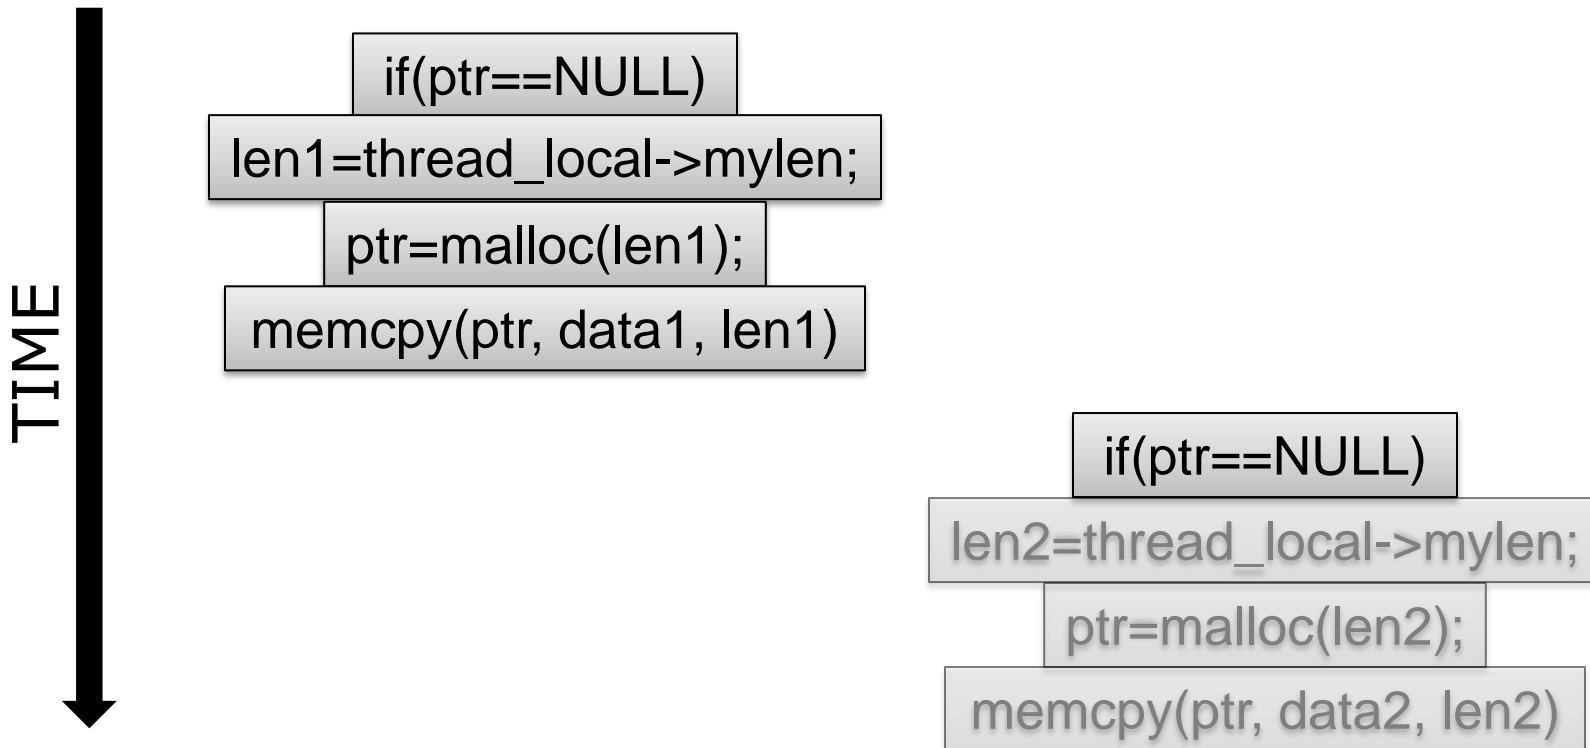 TIME
if(ptr==NULL)
len1=thread_local->mylen;
ptr=malloc(len1);
memcpy(ptr, data1, len1)
if(ptr==NULL)
len2=thread_local->mylen;
ptr=malloc(len2);
memcpy(ptr, data2, len2)